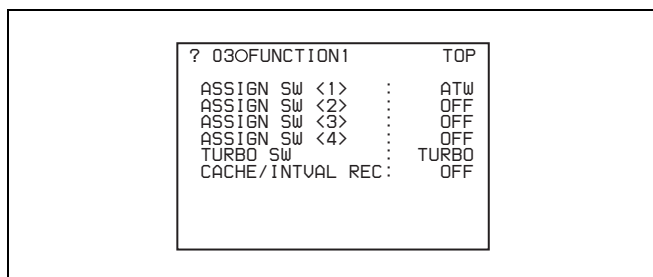 ? 03OFUNCTION1 TOP
ASSIGN SW <1> : ATW
ASSIGN SW <2> : OFF
ASSIGN SW <3> : OFF
ASSIGN SW <4> : OFF
TURBO SW : TURBO
CACHE/INTVAL REC: OFF